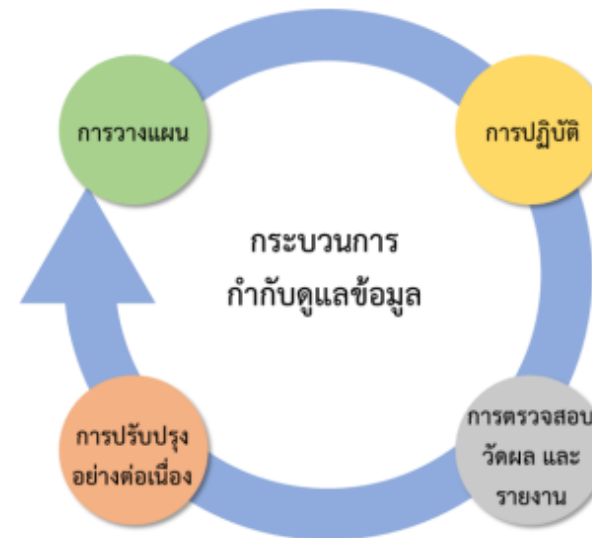 การวางแผน
การปฏิบัติ
กระบวนการ
กำกับดูแลข้อมูล
การตรวจสอบ
วัดผล และ
รายงาน
การปรับปรุง
อย่างต่อเนื่อง